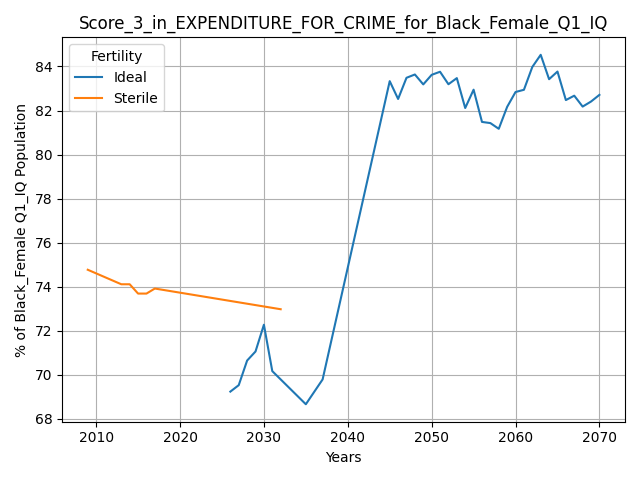 Score_3_in_EXPENDITURE_FOR_CRIME_for_Black_Female_Q1_IQ
Fertility
Ideal
Sterile
84
82
80
78
76
74
72
70
68
% of Black_Female Q1_IQ Population
2010
2020
2030
2040
2050
2060
2070
Years